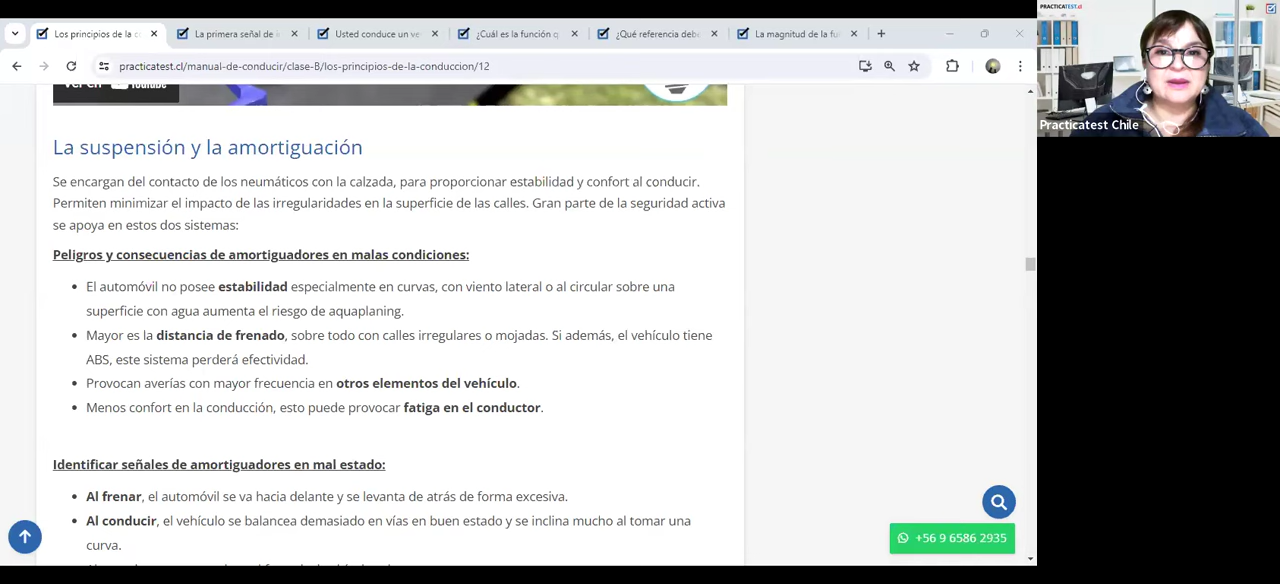 Los principios de la c
La primera señal de
Usted conduce un ve
¿Cuál es la función
¿Qué referencia debe
La magnitud de la fu
practicatest.cl/manual-de-conducir/clase-B/los-principios-de-la-conduccion/12
PRACTICATEST.cl
Practicatest Chile
Ver en YouTube
La suspensión y la amortiguación
Se encargan del contacto de los neumáticos con la calzada, para proporcionar estabilidad y confort al conducir.
Permiten minimizar el impacto de las irregularidades en la superficie de las calles. Gran parte de la seguridad activa
se apoya en estos dos sistemas:
Peligros y consecuencias de amortiguadores en malas condiciones:
El automóvil no posee estabilidad especialmente en curvas, con viento lateral o al circular sobre una
superficie con agua aumenta el riesgo de aquaplaning.
Mayor es la distancia de frenado, sobre todo con calles irregulares o mojadas. Si además, el vehículo tiene
ABS, este sistema perderá efectividad.
Provocan averías con mayor frecuencia en otros elementos del vehículo.
Menos confort en la conducción, esto puede provocar fatiga en el conductor.
Identificar señales de amortiguadores en mal estado:
Al frenar, el automóvil se va hacia delante y se levanta de atrás de forma excesiva.
Al conducir, el vehículo se balancea demasiado en vías en buen estado y se inclina mucho al tomar una
curva.
+56 9 6586 2935